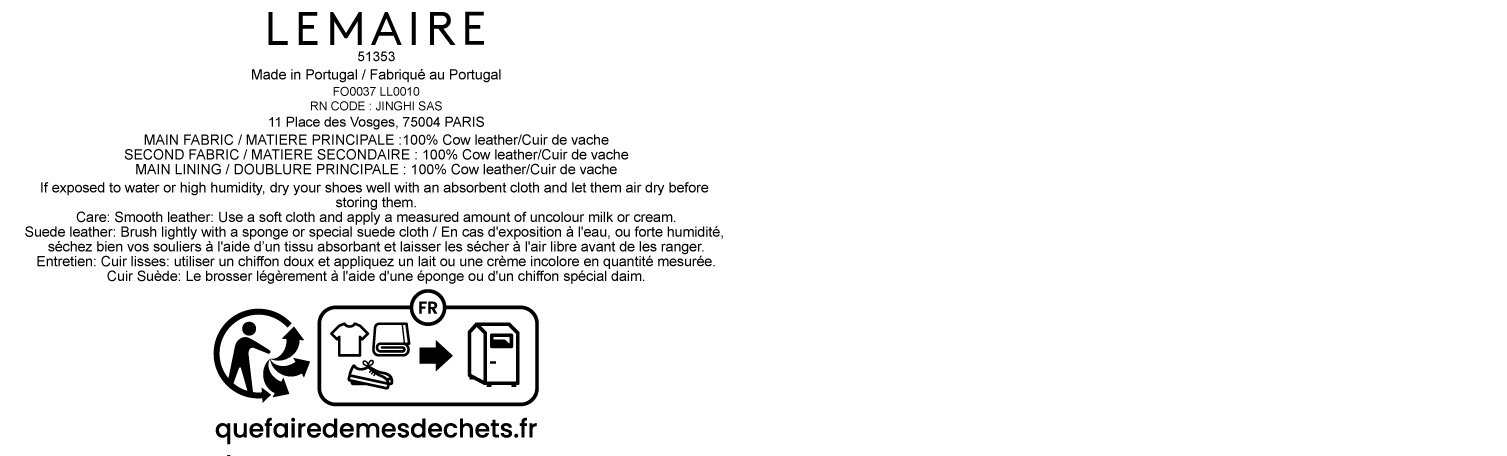 LEMAIRE
51353
Made in Portugal / Fabriqué au Portugal
FO0037 LL0010
RN CODE : JINGHI SAS
11 Place des Vosges, 75004 PARIS
MAIN FABRIC / MATIERE PRINCIPALE :100% Cow leather/Cuir de vache
SECOND FABRIC / MATIERE SECONDAIRE : 100% Cow leather/Cuir de vache
MAIN LINING / DOUBLURE PRINCIPALE : 100% Cow leather/Cuir de vache
If exposed to water or high humidity, dry your shoes well with an absorbent cloth and let them air dry before
storing them.
Care: Smooth leather: Use a soft cloth and apply a measured amount of uncolour milk or cream.
Suede leather: Brush lightly with a sponge or special suede cloth / En cas d'exposition à l'eau, ou forte humidité,
séchez bien vos souliers à l'aide d’un tissu absorbant et laisser les sécher à l'air libre avant de les ranger.
Entretien: Cuir lisses: utiliser un chiffon doux et appliquez un lait ou une crème incolore en quantité mesurée.
Cuir Suède: Le brosser légèrement à l'aide d'une éponge ou d'un chiffon spécial daim.
FR
quefairedemesdechets.fr